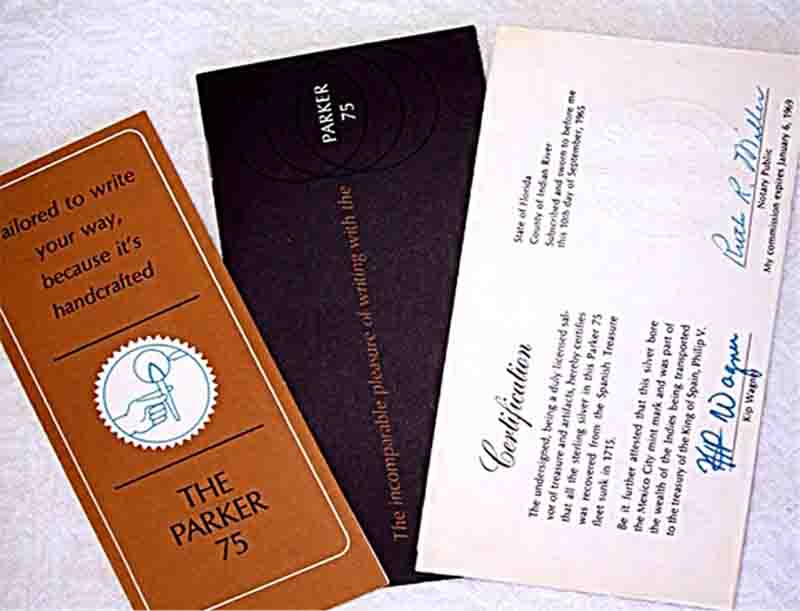 ailored to write
your way,
because it's
handcrafted
THE
PARKER
75
PARKER
75
The incomparable pleasure of writing with the
Certification
The undersigned, being a duly licensed sal-
vor of treasure and artifacts, hereby certifies
that all the sterling silver in this Parker 75
was recovered from the Spanish Treasure
fleet sunk in 1715.
Be it further attested that this silver bore
the Mexico City mint mark and was part of
the wealth of the Indies being transported
to the treasury of the King of Spain, Philip V.
Kip Wagner
Kip Wagner
State of Florida
County of Indian River
Subscribed and sworn to before me
this 10th day of September, 1965
Ruth R. Miller
Notary Public
My commission expires January 6, 1969